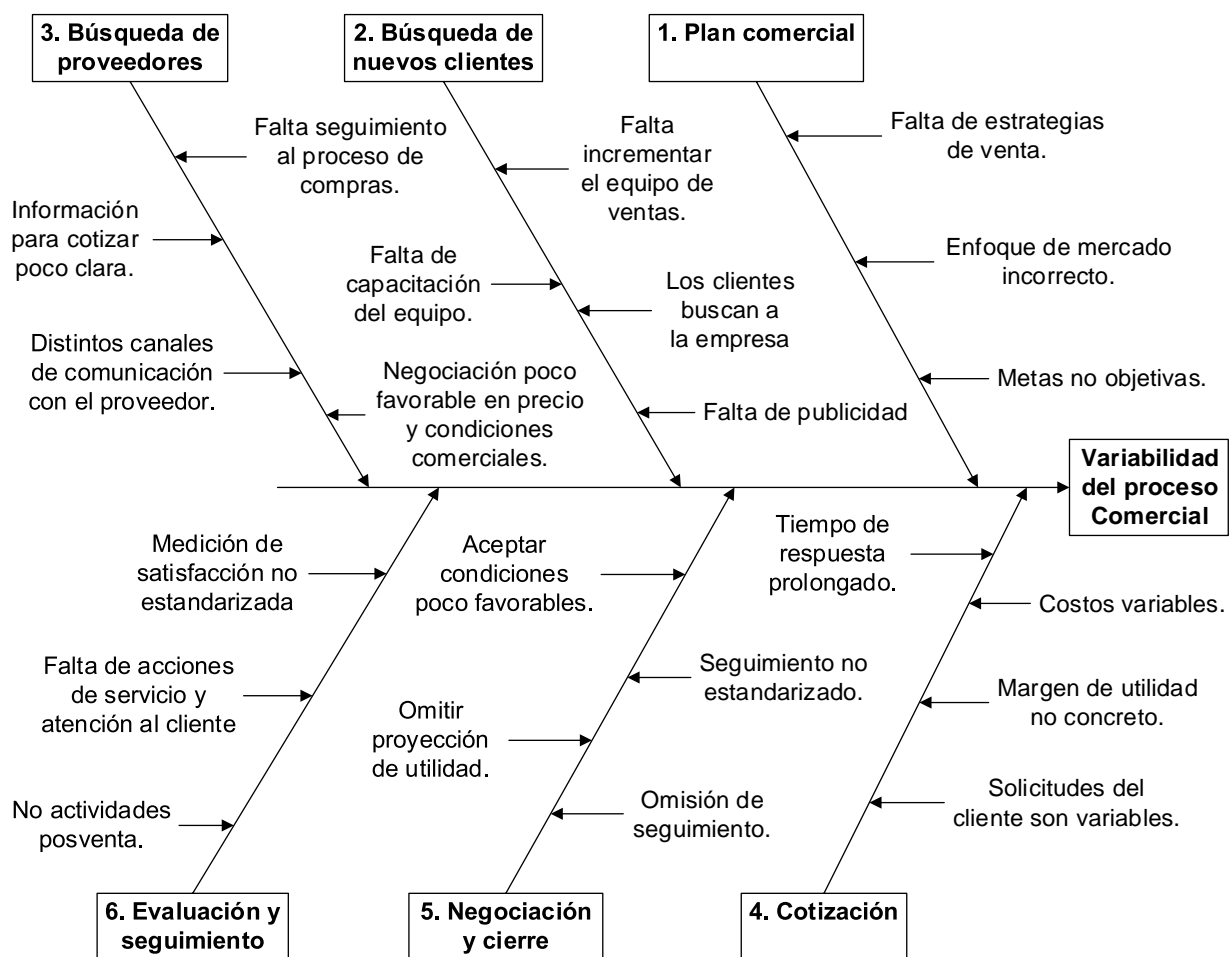 3. Búsqueda de
proveedores
2. Búsqueda de
nuevos clientes
1. Plan comercial
Falta seguimiento
al proceso de
compras.
Información
para cotizar
poco clara.
Distintos canales
de comunicación
con el proveedor.
Negociación poco
favorable en precio
y condiciones
comerciales.
Falta
incrementar
el equipo de
ventas.
Falta de
capacitación
del equipo.
Los clientes
buscan a
la empresa
Falta de publicidad
Falta de estrategias
de venta.
Enfoque de mercado
incorrecto.
Metas no objetivas.
Variabilidad
del proceso
Comercial
Medición de
satisfacción no
estandarizada
Falta de acciones
de servicio y
atención al cliente
No actividades
posventa.
Aceptar
condiciones
poco favorables.
Seguimiento no
estandarizado.
Omitir
proyección
de utilidad.
Omisión de
seguimiento.
Tiempo de
respuesta
prolongado.
Costos variables.
Margen de utilidad
no concreto.
Solicitudes del
cliente son variables.
6. Evaluación y
seguimiento
5. Negociación
y cierre
4. Cotización